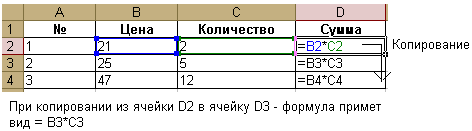 A B C D
1 № Цена Количество Сумма
2 1 21 2 =B2*C2 Копирование
3 2 25 5 =B3*C3
4 3 47 12 =B4*C4
При копировании из ячейки D2 в ячейку D3 - формула примет
вид = B3*C3